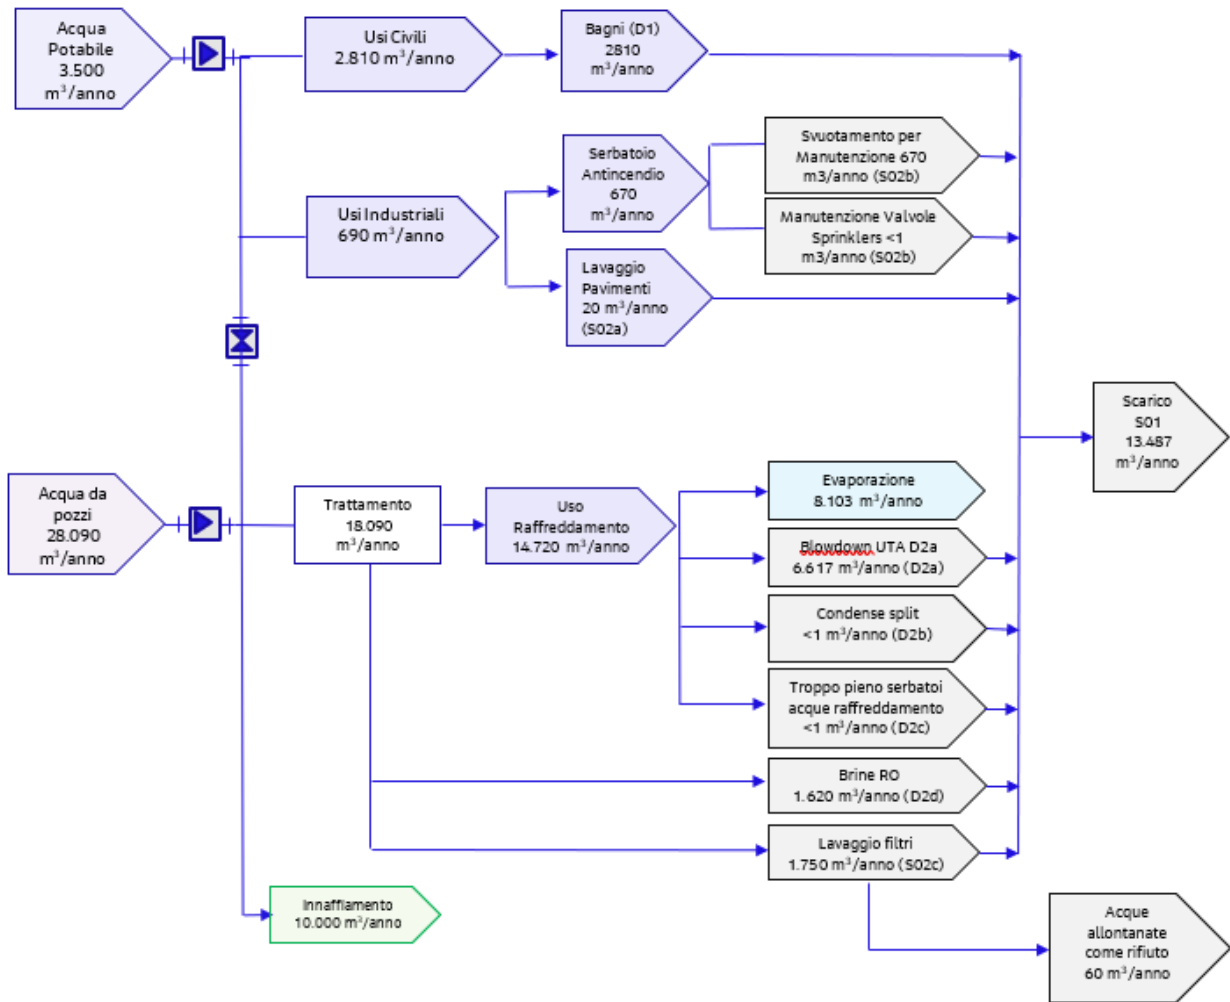 Acqua
Potabile
3.500
m³/anno
Usi Civili
2.810 m³/anno
Bagni (D1)
2810
m³/anno
Serbatoio
Antincendio
670
m³/anno
Svuotamento per
Manutenzione 670
m3/anno (S02b)
Usi Industriali
690 m³/anno
Manutenzione Valvole
Sprinklers <1
m3/anno (S02b)
Lavaggio
Pavimenti
20 m³/anno
(S02a)
Scarico
S01
13.487
m³/anno
Acqua da
pozzi
28.090
m³/anno
Trattamento
18.090
m³/anno
Uso
Raffreddamento
14.720 m³/anno
Evaporazione
8.103 m³/anno
Blowdown UTA D2a
6.617 m³/anno (D2a)
Condense split
<1 m³/anno (D2b)
Troppo pieno serbatoi
acque raffreddamento
<1 m³/anno (D2c)
Brine RO
1.620 m³/anno (D2d)
Lavaggio filtri
1.750 m³/anno (S02c)
Innaffiamento
10.000 m³/anno
Acque
allontanate
come rifiuto
60 m³/anno